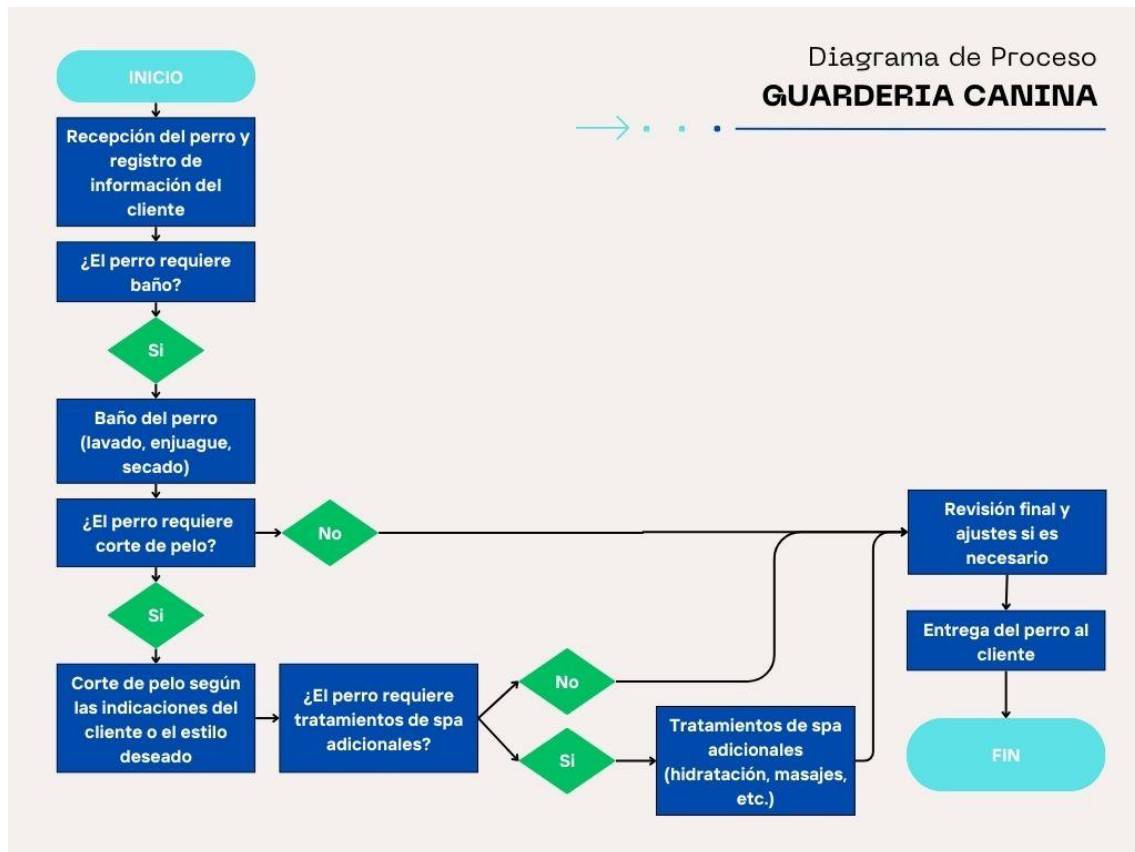 Diagrama de Proceso
GUARDERIA CANINA
INICIO
Recepción del perro y
registro de
información del
cliente
¿El perro requiere
baño?
Si
Baño del perro
(lavado, enjuague,
secado)
¿El perro requiere
corte de pelo?
No
Si
Corte de pelo según
las indicaciones del
cliente o el estilo
deseado
¿El perro requiere
tratamientos de spa
adicionales?
No
Si
Tratamientos de spa
adicionales
(hidratación, masajes,
etc.)
Revisión final y
ajustes si es
necesario
Entrega del perro al
cliente
FIN